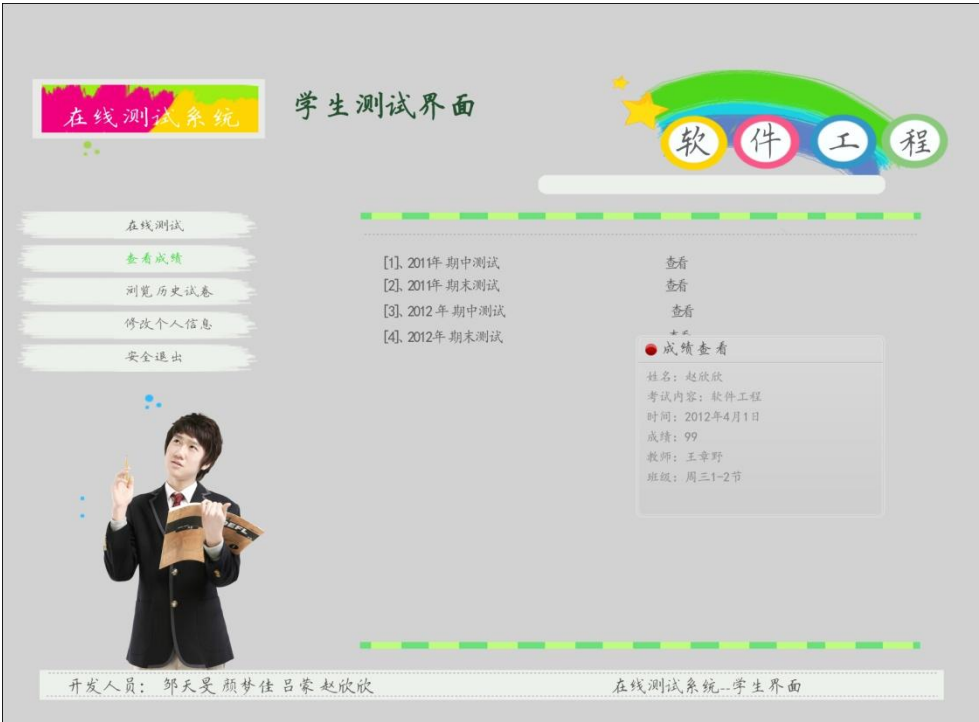 在线测试系统
学生测试界面
软件工程
在线测试
查看成绩
浏览历史试卷
修改个人信息
安全退出
[1]、2011年 期中测试 查看
[2]、2011年 期末测试 查看
[3]、2012 年 期中测试 查看
[4]、2012年 期末测试 查看
成绩查看
姓名：赵欣欣
考试内容：软件工程
时间：2012年4月1日
成绩：99
教师：王章野
班级：周三1-2节
开发人员： 邹天旻 颜梦佳 吕蒙 赵欣欣
在线测试系统--学生界面